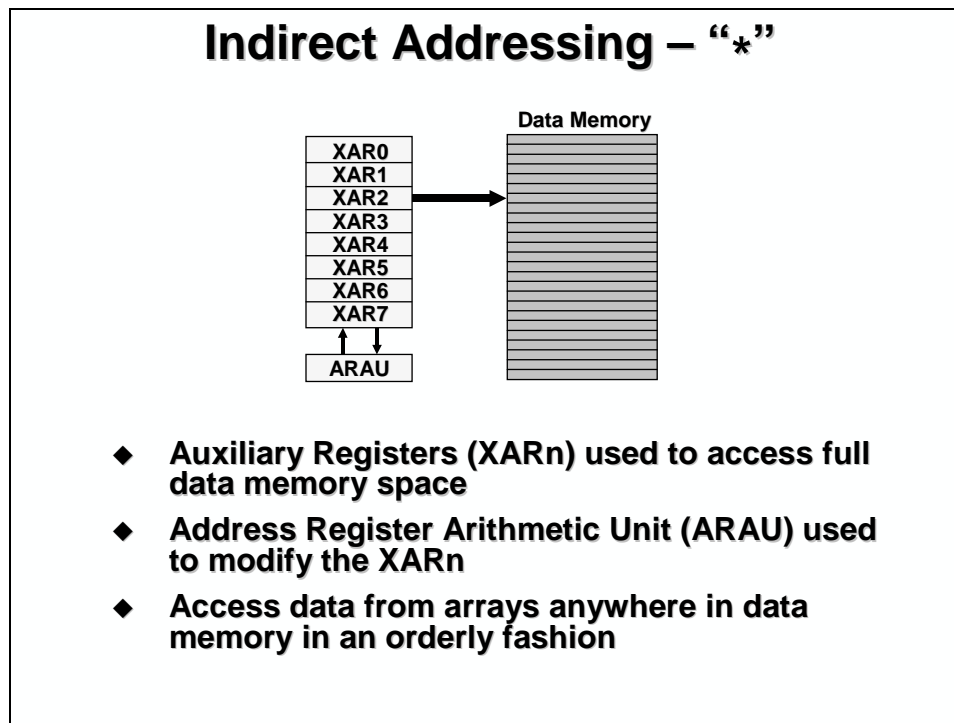 Indirect Addressing – “*”
Data Memory
XAR0
XAR1
XAR2
XAR3
XAR4
XAR5
XAR6
XAR7
ARAU
◆ Auxiliary Registers (XARn) used to access full
data memory space
◆ Address Register Arithmetic Unit (ARAU) used
to modify the XARn
◆ Access data from arrays anywhere in data
memory in an orderly fashion